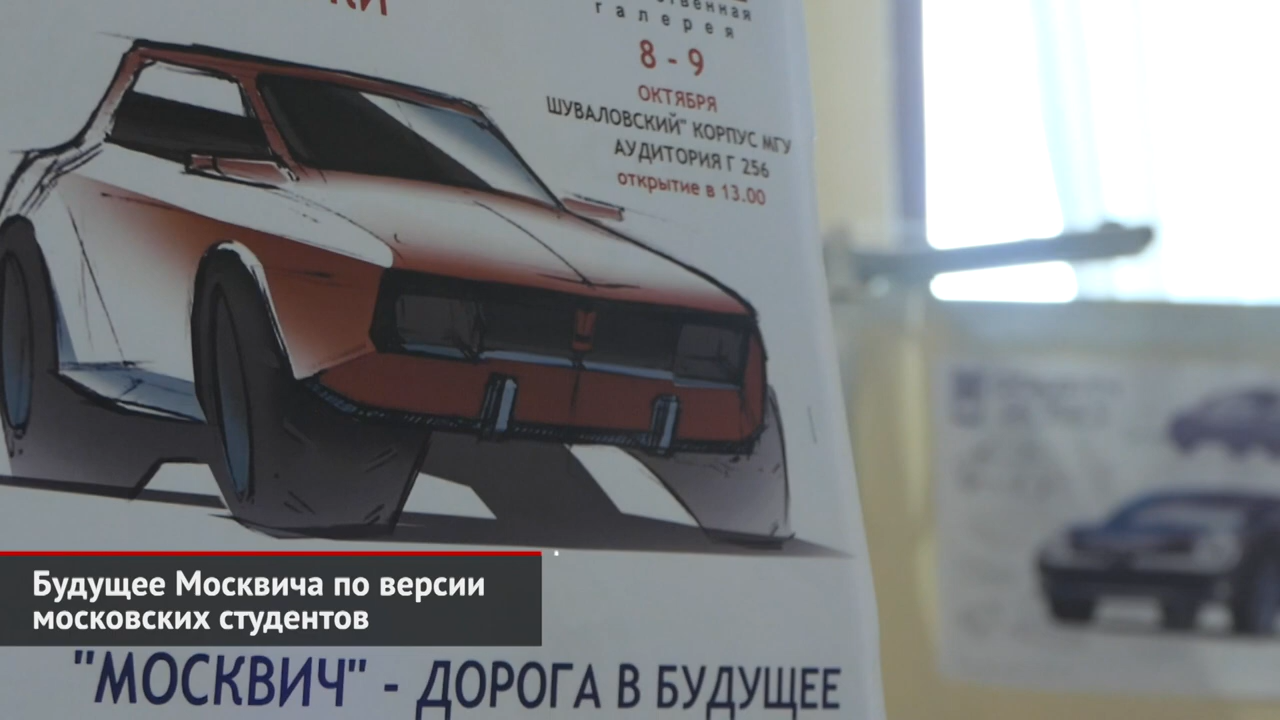 галерея
8 - 9
ОКТЯБРЯ
ШУВАЛОВСКИЙ" КОРПУС МГУ
АУДИТОРИЯ Г 256
открытие в 13.00
Будущее Москвича по версии
московских студентов
"МОСКВИЧ" - ДОРОГА В БУДУЩЕЕ